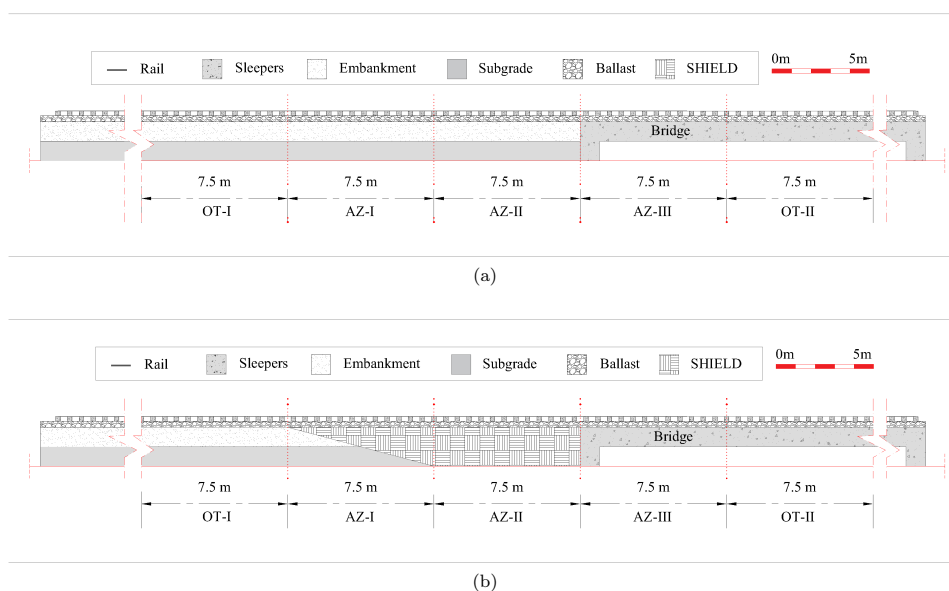 Rail Sleepers Embankment Subgrade Ballast SHIELD 0m 5m
Bridge
7.5 m 7.5 m 7.5 m 7.5 m 7.5 m
OT-I AZ-I AZ-II AZ-III OT-II
(a)
Rail Sleepers Embankment Subgrade Ballast SHIELD 0m 5m
Bridge
7.5 m 7.5 m 7.5 m 7.5 m 7.5 m
OT-I AZ-I AZ-II AZ-III OT-II
(b)